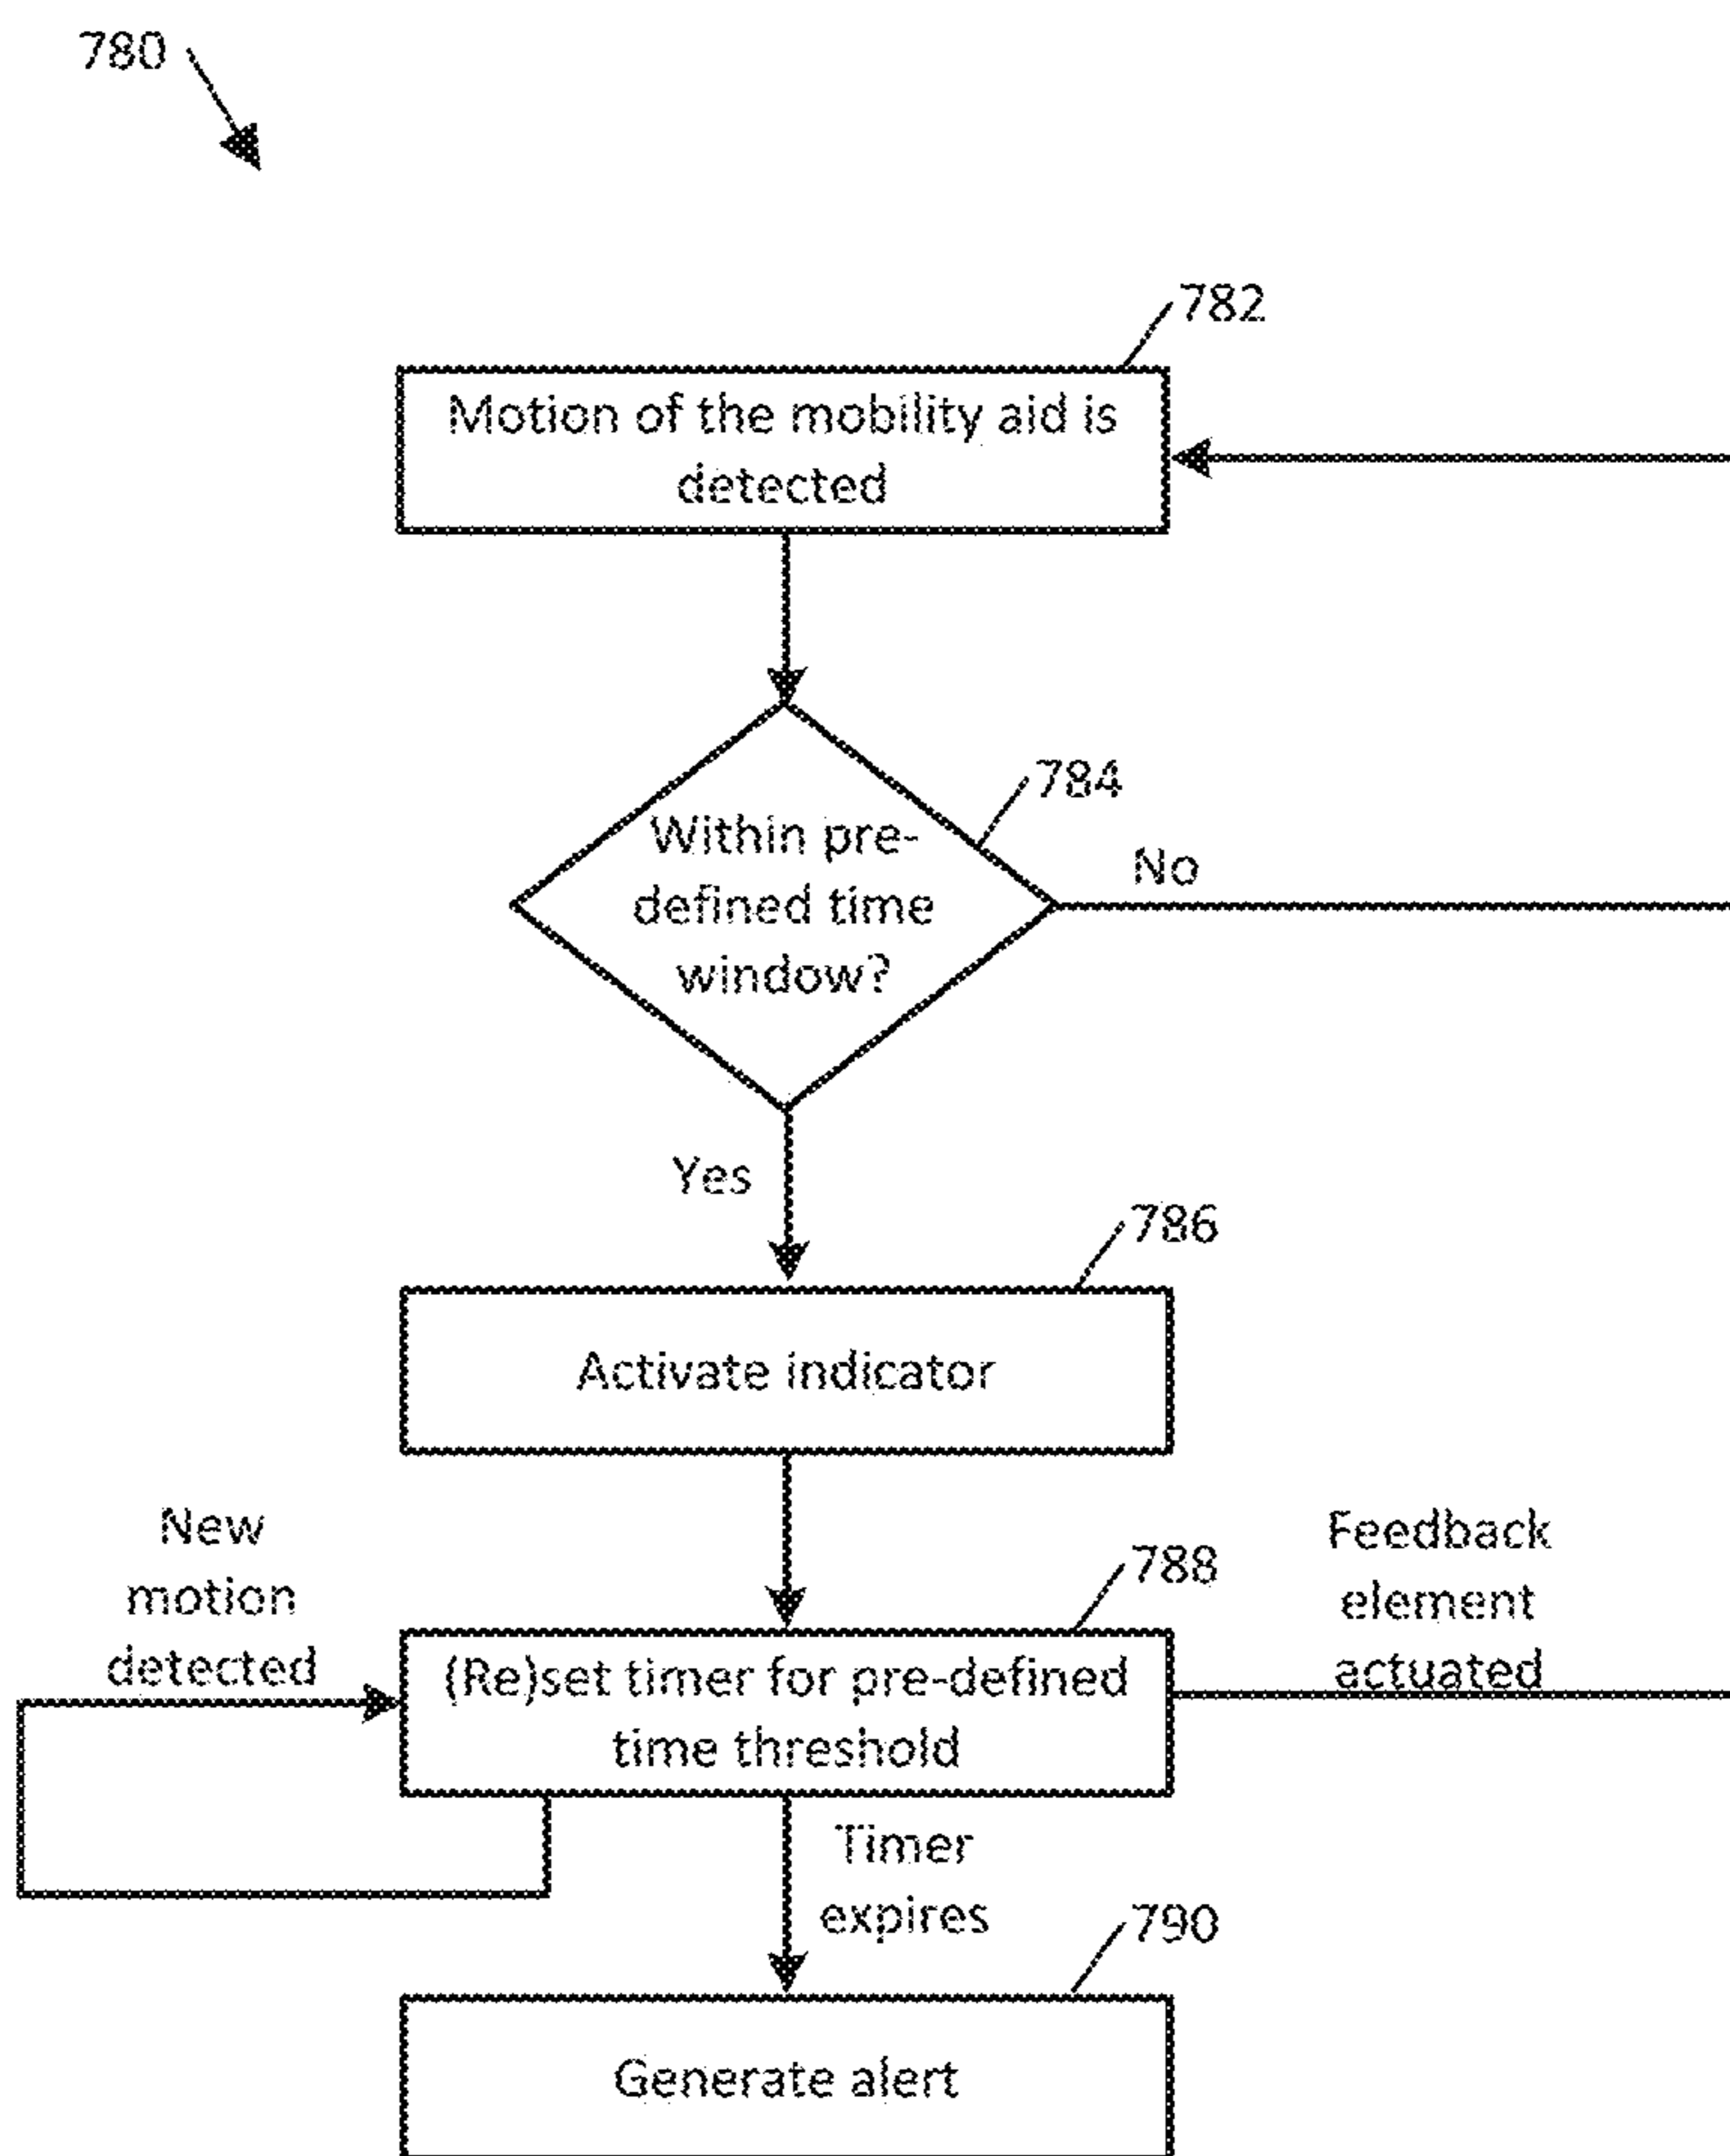 780
782
Motion of the mobility aid is
detected
784
Within pre-
defined time
window?
No
Yes
786
Activate indicator
New
motion
detected
788
Feedback
element
actuated
(Re)set timer for pre-defined
time threshold
Timer
expires
790
Generate alert